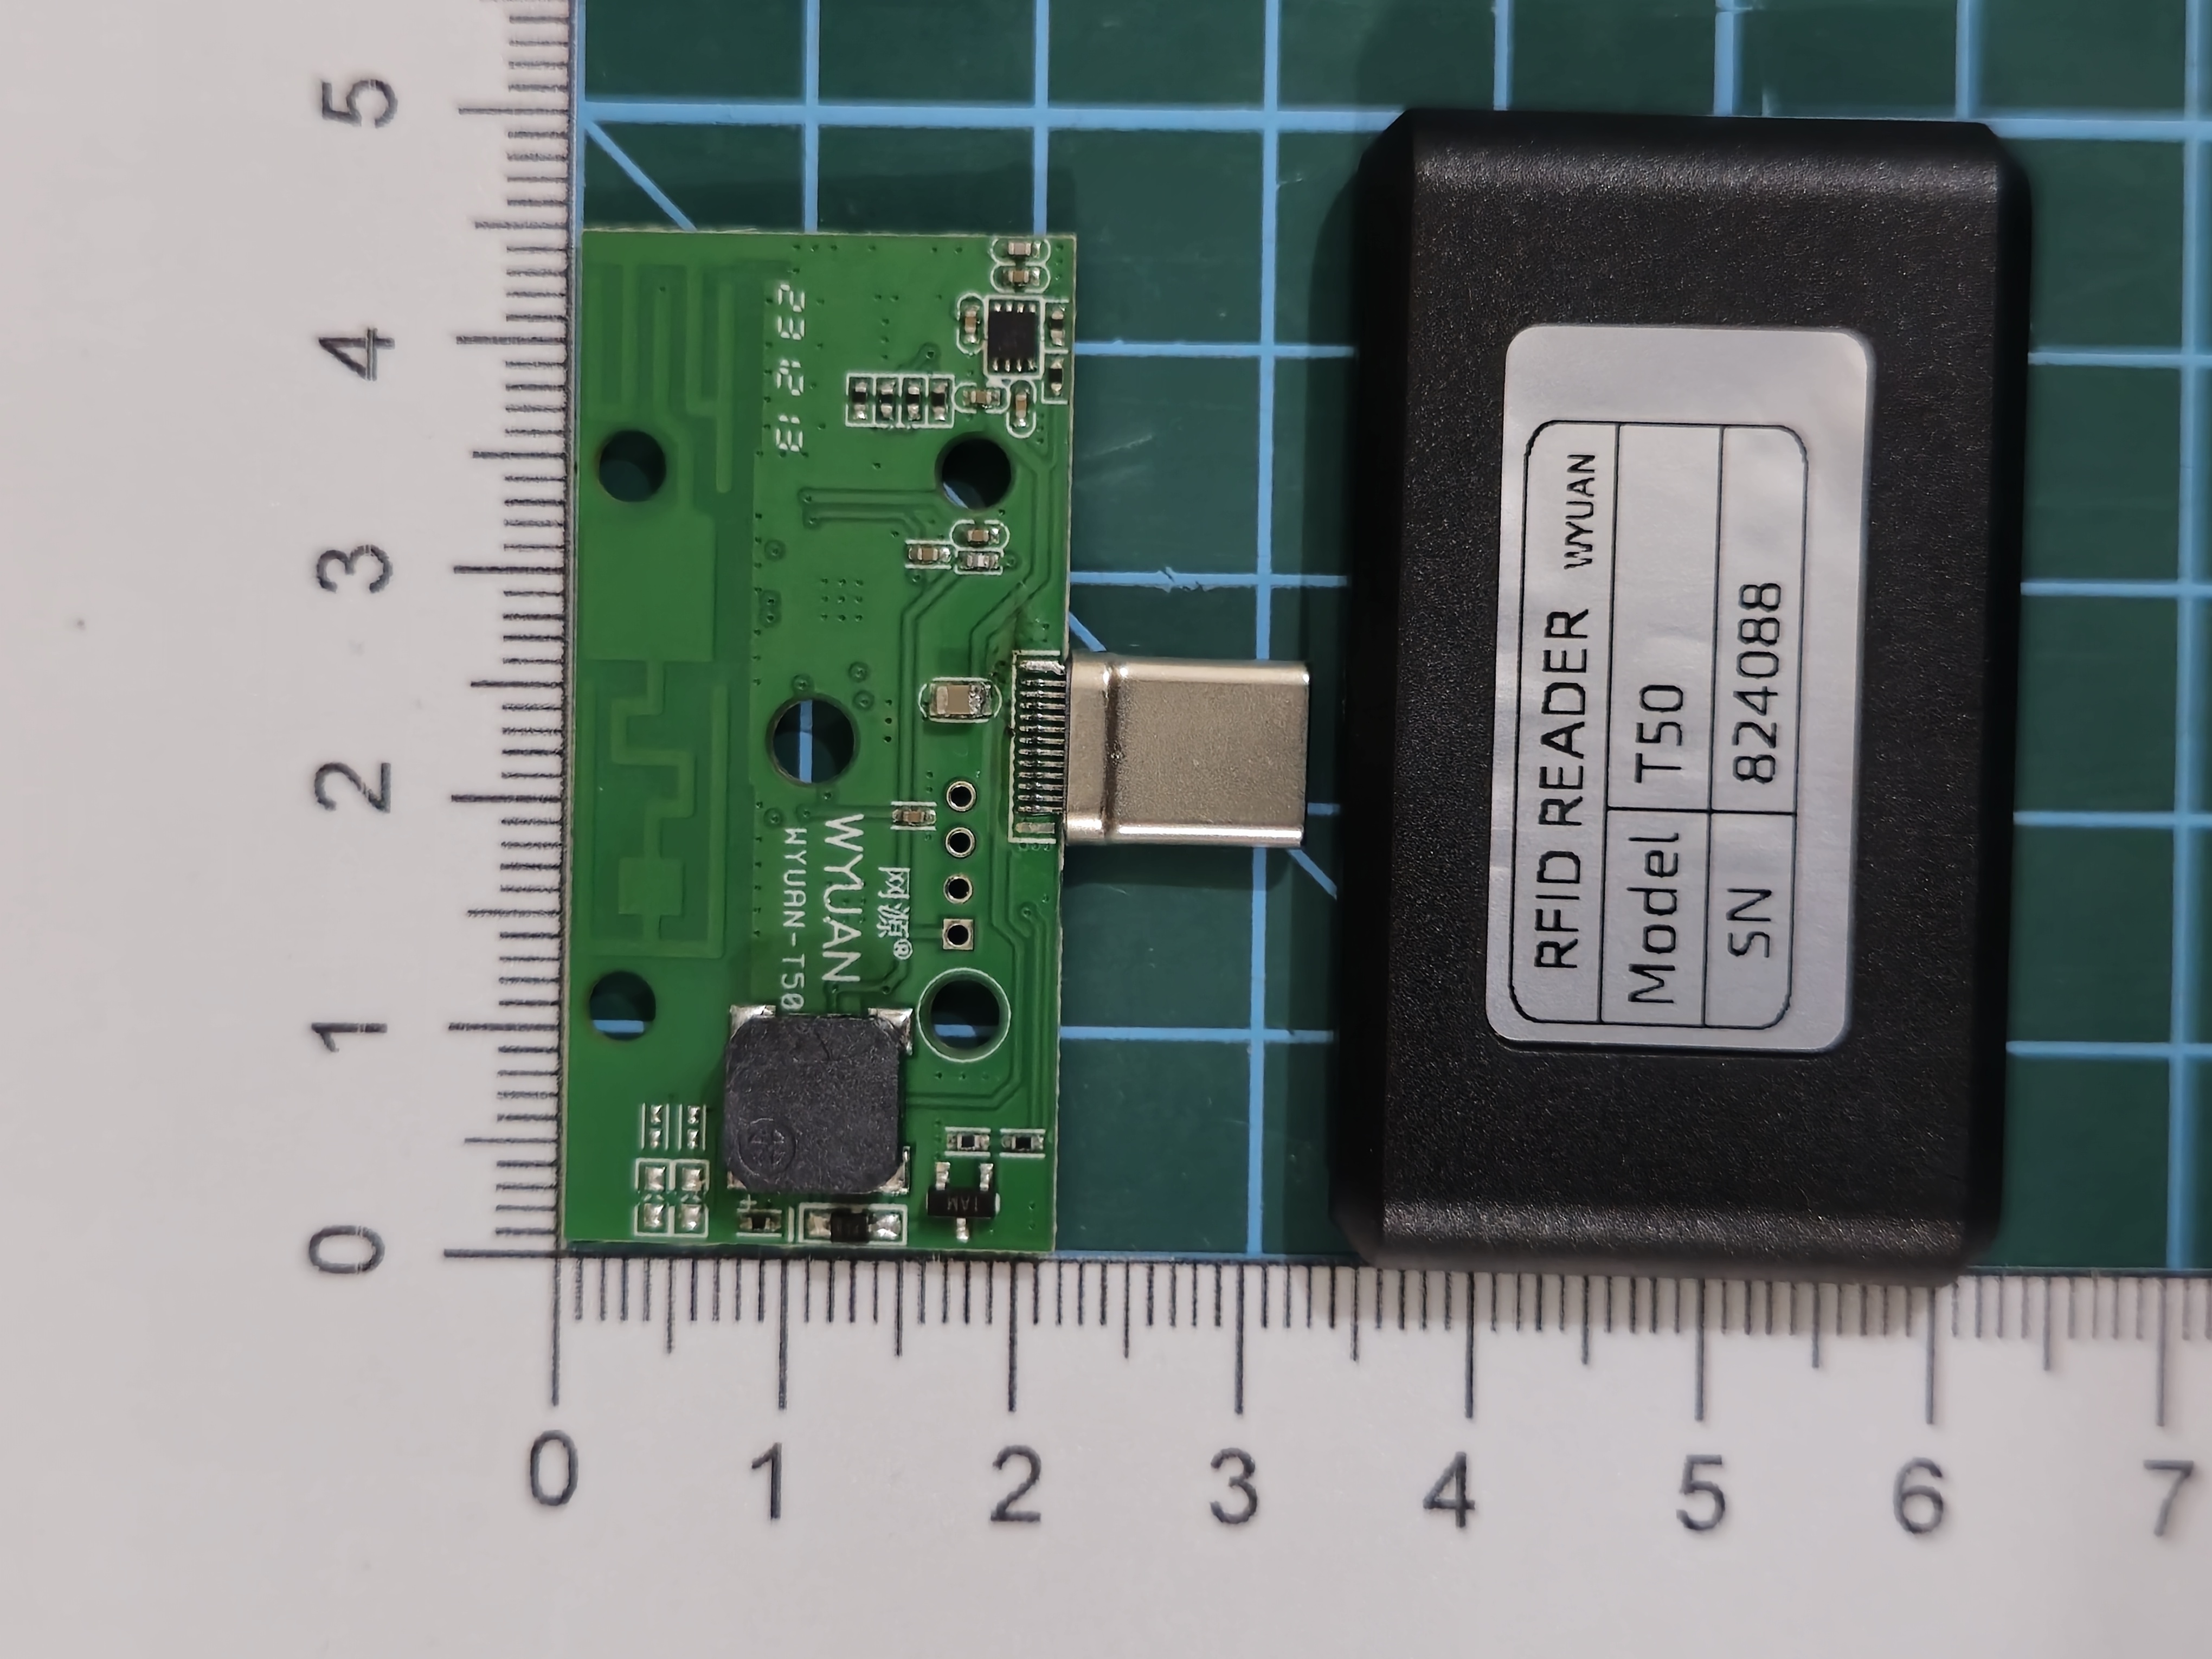 0 1 2 3 4 5
0
1
2
3
4
5
6
7
WYUAN-T50
WYUAN
网源®
23 12 13
1AM
RFID READER WYUAN
Model T50
SN 824088